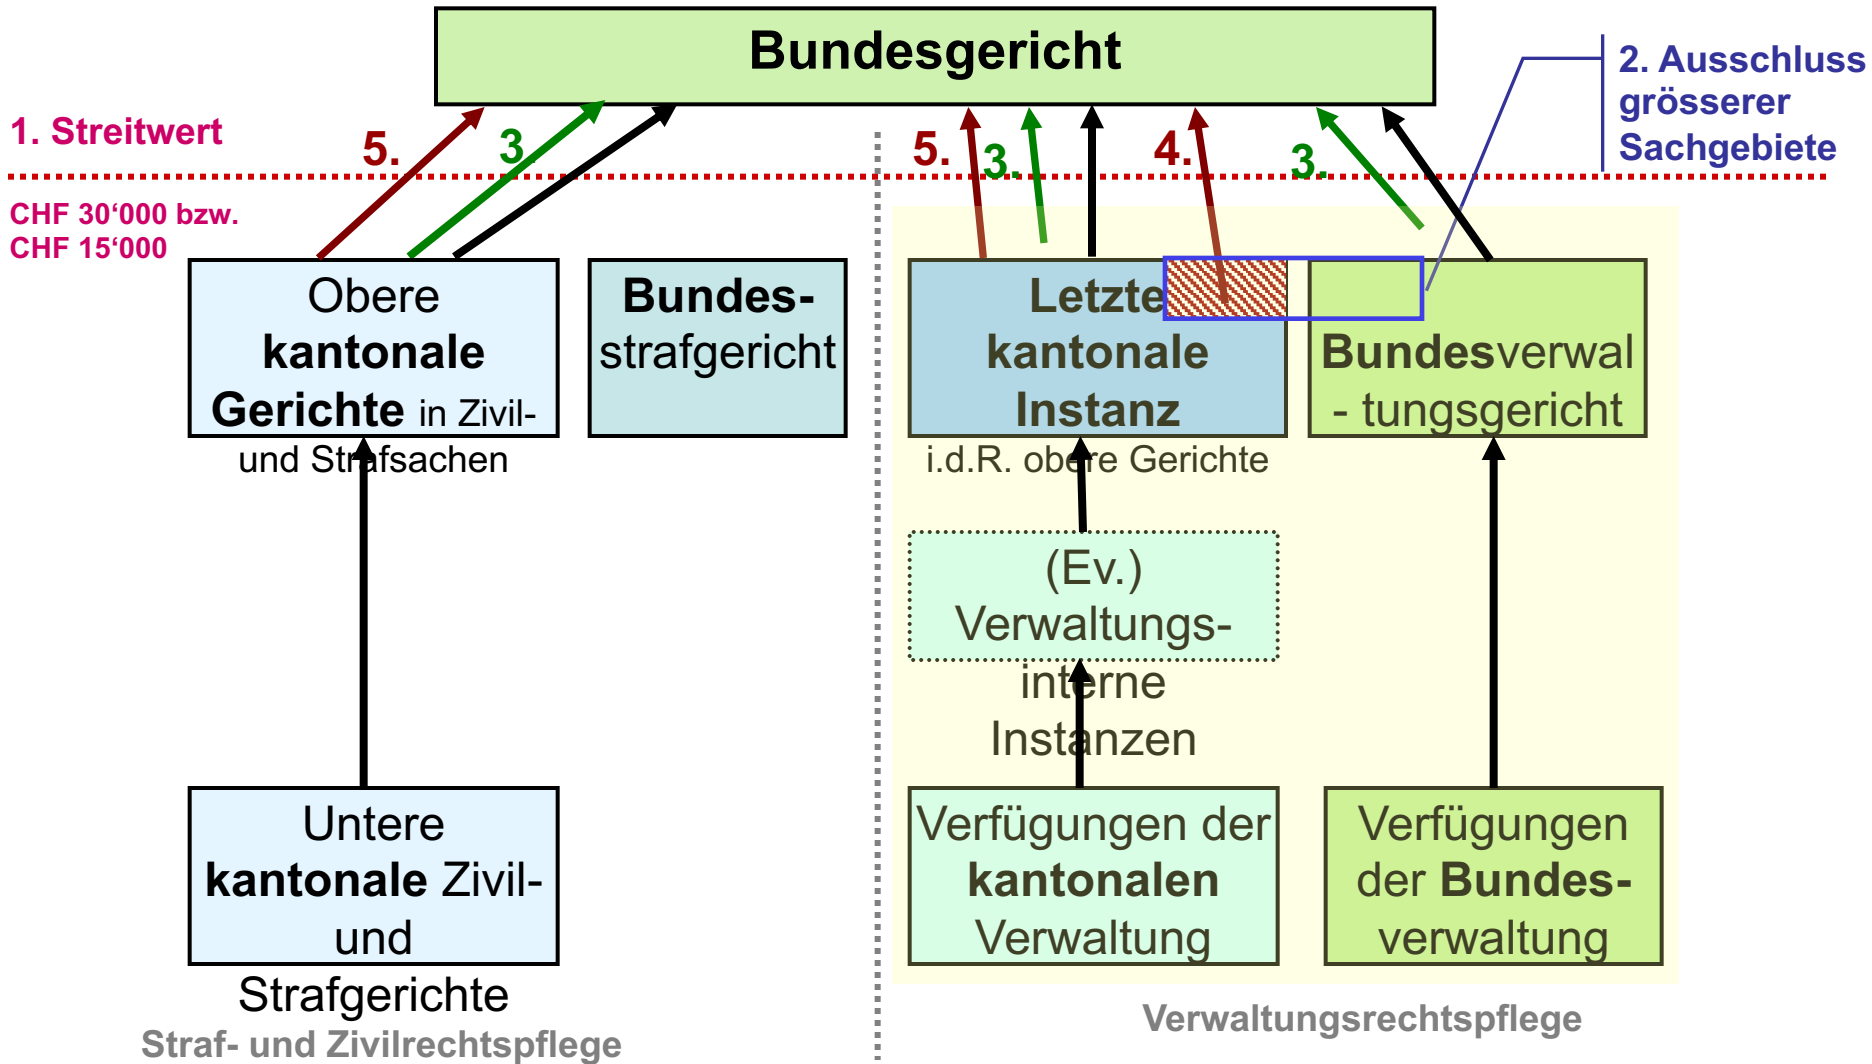 Bundesgericht
2. Ausschluss
grösserer
Sachgebiete
1. Streitwert
5.
3.
5.
3.
4.
3.
CHF 30‘000 bzw.
CHF 15‘000
Obere
kantonale
Gerichte in Zivil-
und Strafsachen
Bundes-
strafgericht
Letzte
kantonale
Instanz
i.d.R. obere Gerichte
Bundesverwal
- tungsgericht
(Ev.)
Verwaltungs-
interne
Instanzen
Untere
kantonale Zivil-
und
Strafgerichte
Verfügungen der
kantonalen
Verwaltung
Verfügungen
der Bundes-
verwaltung
Straf- und Zivilrechtspflege
Verwaltungsrechtspflege